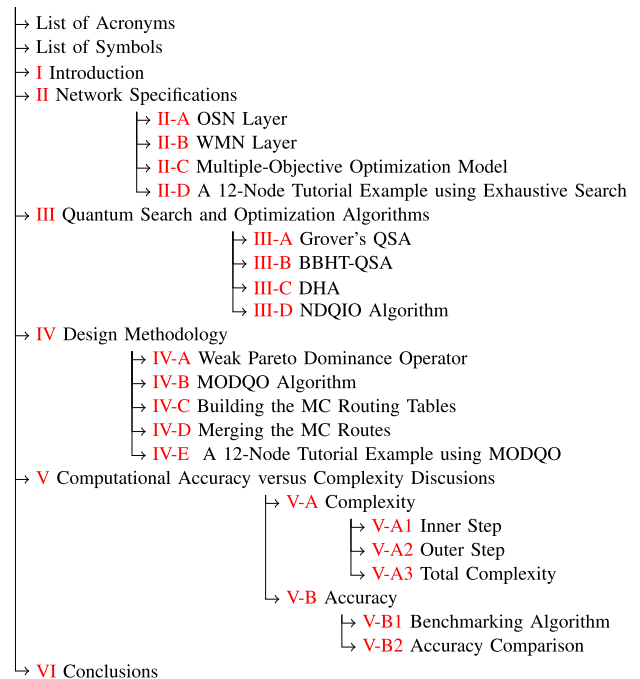 List of Acronyms
List of Symbols
I Introduction
II Network Specifications
II-A OSN Layer
II-B WMN Layer
II-C Multiple-Objective Optimization Model
II-D A 12-Node Tutorial Example using Exhaustive Search
III Quantum Search and Optimization Algorithms
III-A Grover's QSA
III-B BBHT-QSA
III-C DHA
III-D NDQIO Algorithm
IV Design Methodology
IV-A Weak Pareto Dominance Operator
IV-B MODQO Algorithm
IV-C Building the MC Routing Tables
IV-D Merging the MC Routes
IV-E A 12-Node Tutorial Example using MODQO
V Computational Accuracy versus Complexity Discusions
V-A Complexity
V-A1 Inner Step
V-A2 Outer Step
V-A3 Total Complexity
V-B Accuracy
V-B1 Benchmarking Algorithm
V-B2 Accuracy Comparison
VI Conclusions